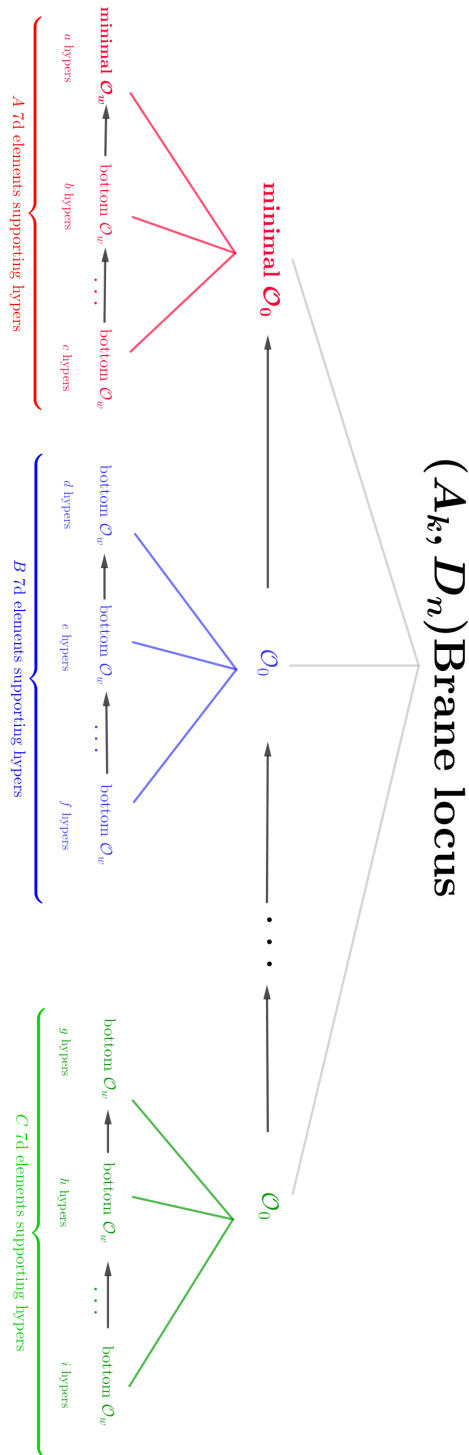 (A_k, D_n)Brane locus
minimal 𝒪_0
𝒪_0
. . .
𝒪_0
minimal 𝒪_w
bottom 𝒪_w
. . .
bottom 𝒪_w
bottom 𝒪_w
bottom 𝒪_w
. . .
bottom 𝒪_w
bottom 𝒪_w
bottom 𝒪_w
. . .
bottom 𝒪_w
a hypers
b hypers
c hypers
d hypers
e hypers
f hypers
g hypers
h hypers
i hypers
A 7d elements supporting hypers
B 7d elements supporting hypers
C 7d elements supporting hypers